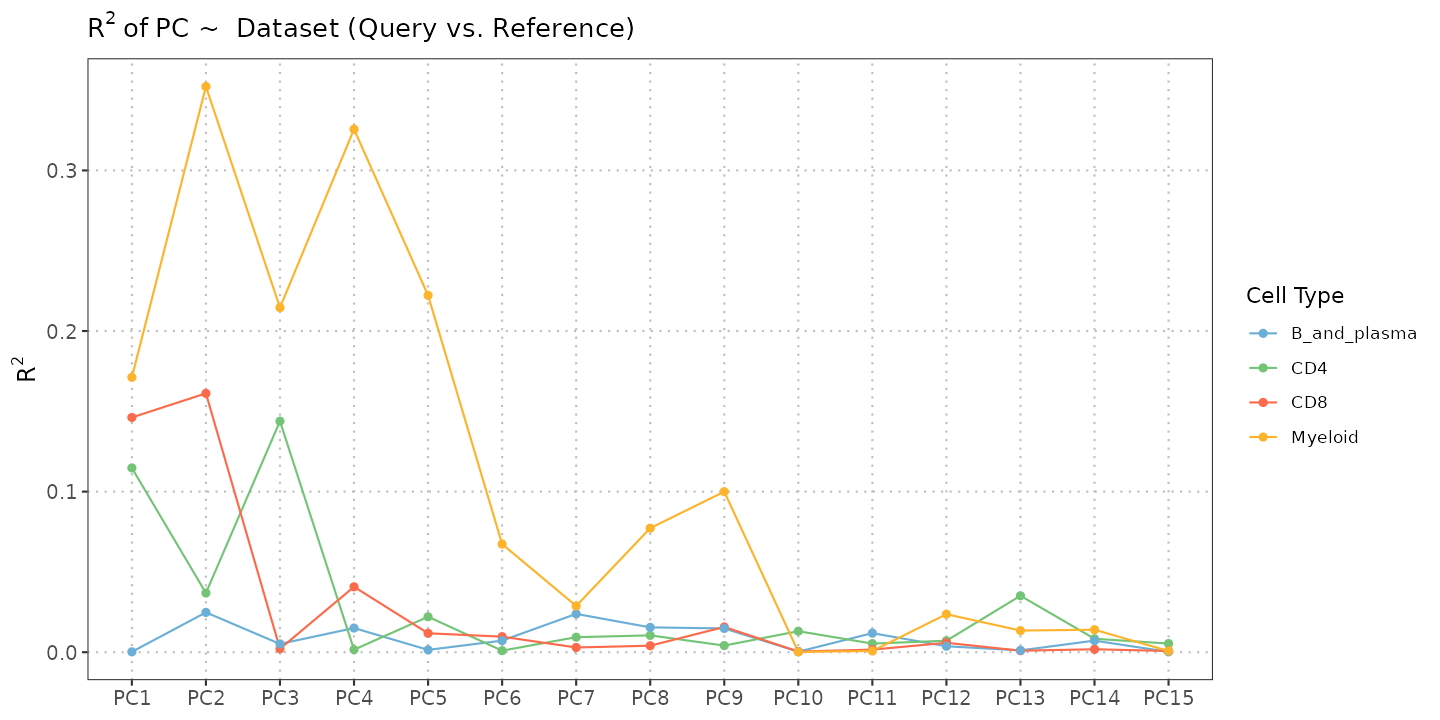 R² of PC ~ Dataset (Query vs. Reference)
R²
0.3
0.2
0.1
0.0
PC1 PC2 PC3 PC4 PC5 PC6 PC7 PC8 PC9 PC10 PC11 PC12 PC13 PC14 PC15
Cell Type
B_and_plasma
CD4
CD8
Myeloid